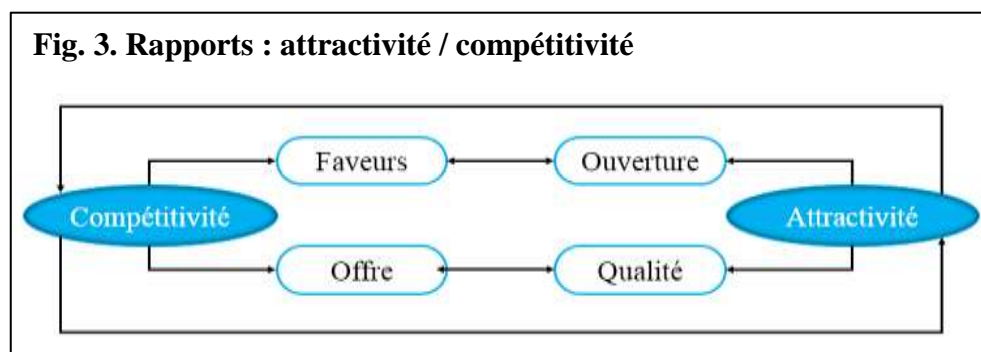 Fig. 3. Rapports : attractivité / compétitivité
Faveurs
Ouverture
Compétitivité
Attractivité
Offre
Qualité